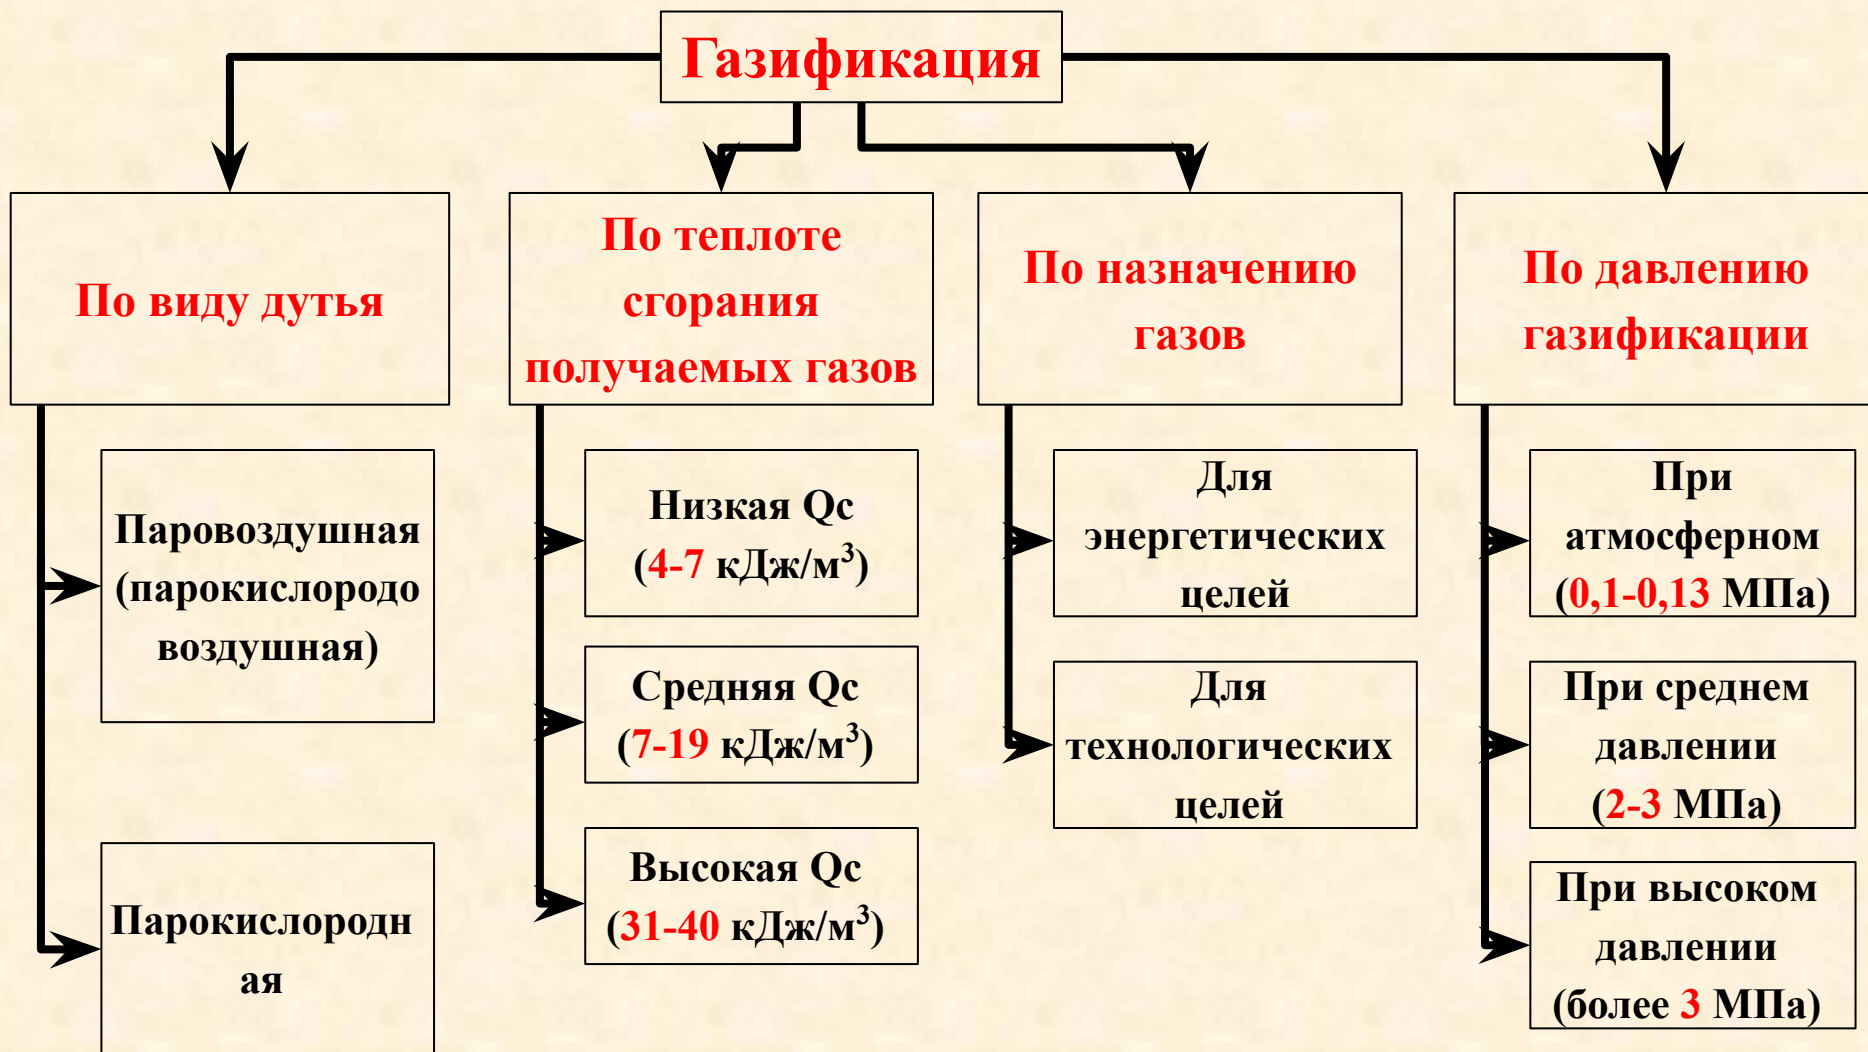 Газификация
По виду дутья
Паровоздушная
(парокислородо
воздушная)
Парокислородн
ая
По теплоте
сгорания
получаемых газов
Низкая Qс
(4-7 кДж/м³)
Средняя Qс
(7-19 кДж/м³)
Высокая Qс
(31-40 кДж/м³)
По назначению
газов
Для
энергетических
целей
Для
технологических
целей
По давлению
газификации
При
атмосферном
(0,1-0,13 МПа)
При среднем
давлении
(2-3 МПа)
При высоком
давлении
(более 3 МПа)